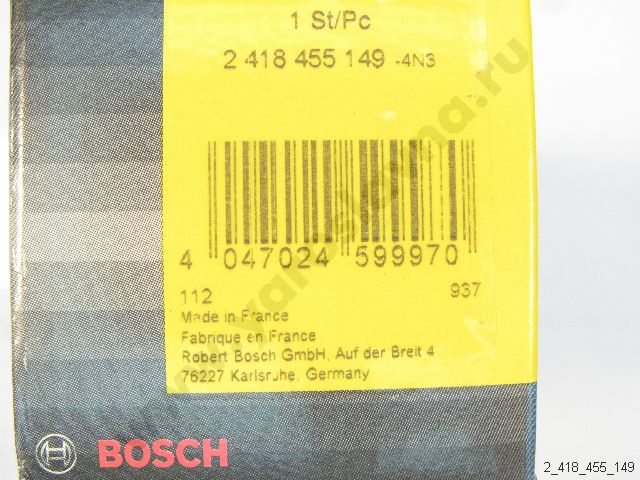 1 St/Pc
2 418 455 149 -4N3
4 047024 599970
112 937
Made in France
Fabrique en France
Robert Bosch GmbH, Auf der Breit 4
76227 Karlsruhe, Germany
BOSCH
2_418_455_149